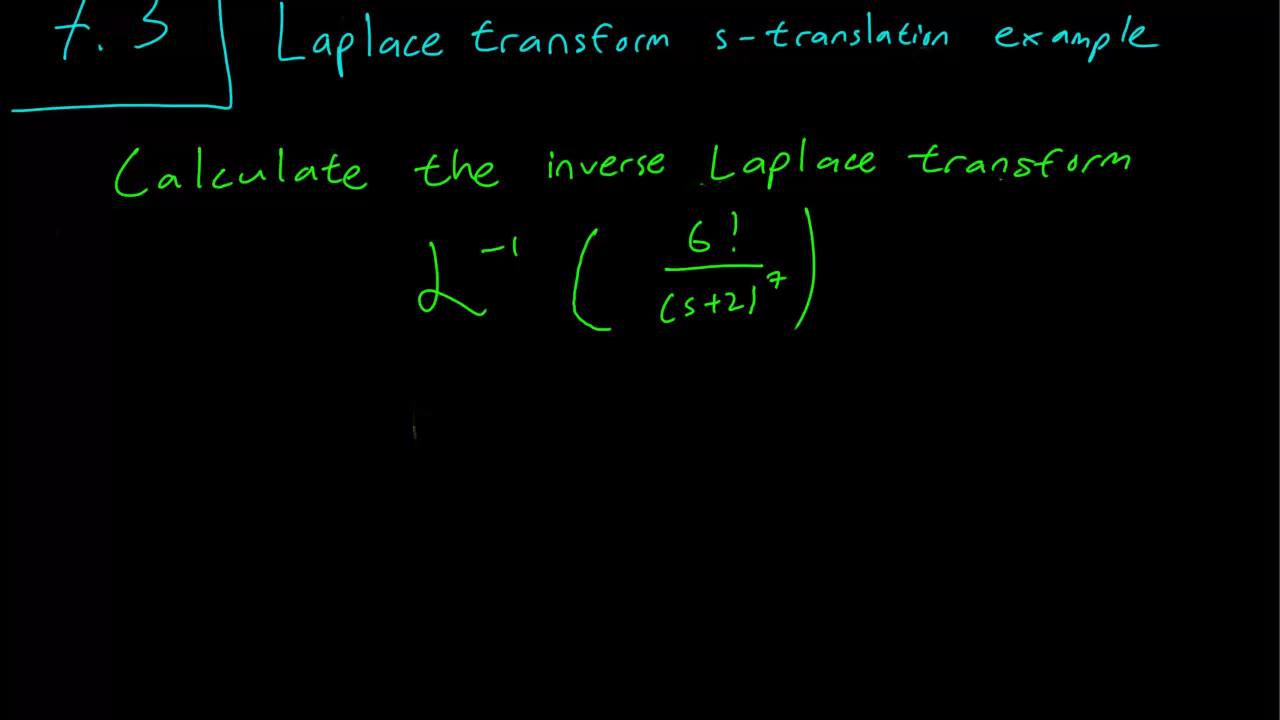 7.3 Laplace transform s-translation example
Calculate the inverse Laplace transform
ℒ⁻¹ ( 6! / (s+2)⁷ )